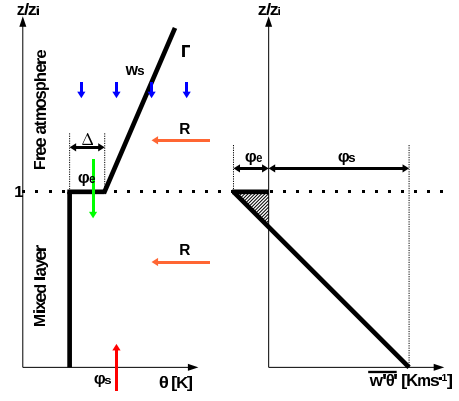 z/zi
z/zi
Γ
ws
Free atmosphere
R
Δ
φe
φe
φs
1
R
Mixed layer
φs
θ [K]
w'θ' [Kms-1]